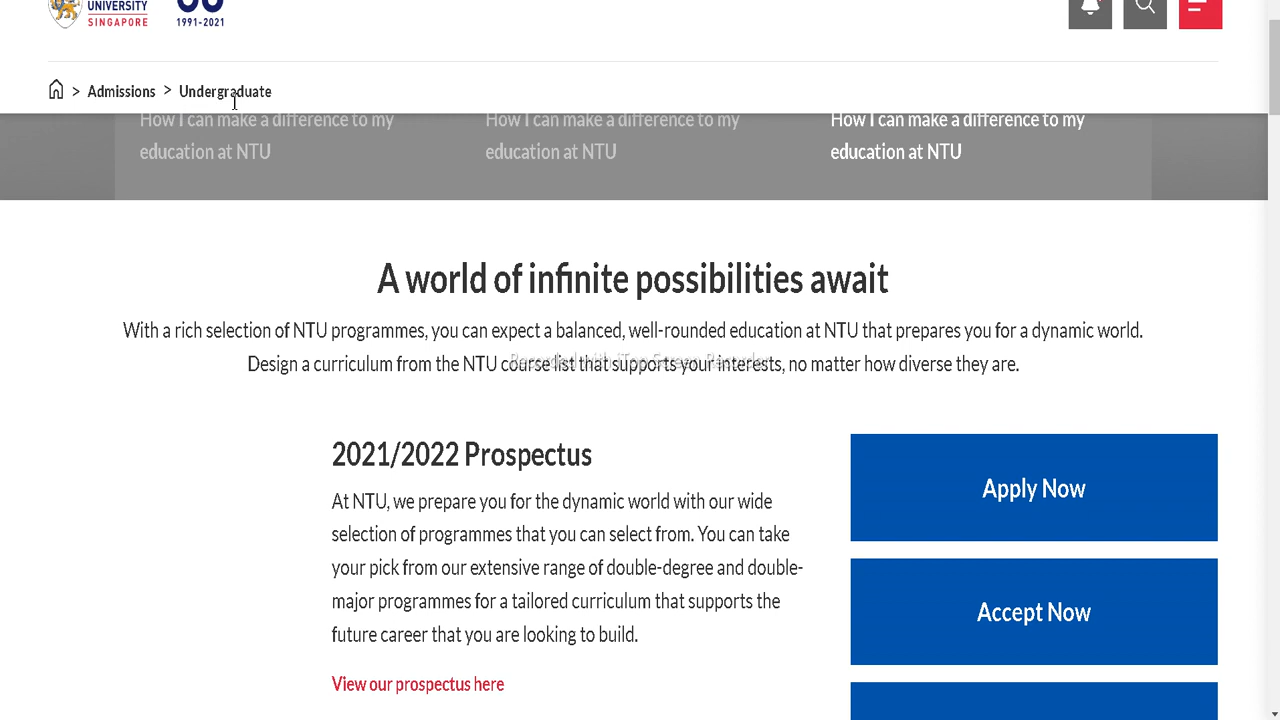 UNIVERSITY
SINGAPORE
1991-2021
> Admissions > Undergraduate
How I can make a difference to my
education at NTU
How I can make a difference to my
education at NTU
How I can make a difference to my
education at NTU
A world of infinite possibilities await
With a rich selection of NTU programmes, you can expect a balanced, well-rounded education at NTU that prepares you for a dynamic world.
Design a curriculum from the NTU course list that supports your interests, no matter how diverse they are.
Recorded with iTop Screen Recorder
2021/2022 Prospectus
At NTU, we prepare you for the dynamic world with our wide
selection of programmes that you can select from. You can take
your pick from our extensive range of double-degree and double-
major programmes for a tailored curriculum that supports the
future career that you are looking to build.
View our prospectus here
Apply Now
Accept Now